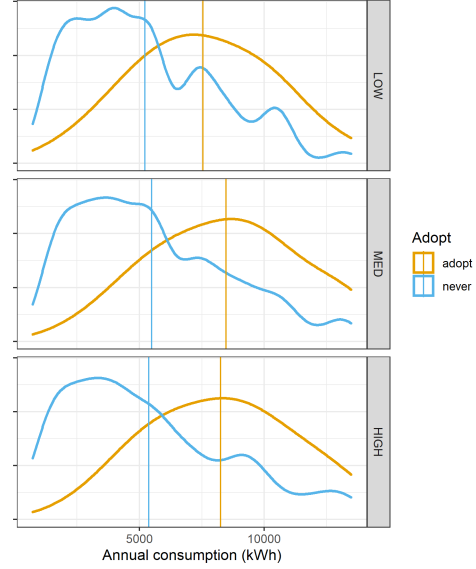 LOW
MED
HIGH
Adopt
adopt
never
5000 10000
Annual consumption (kWh)